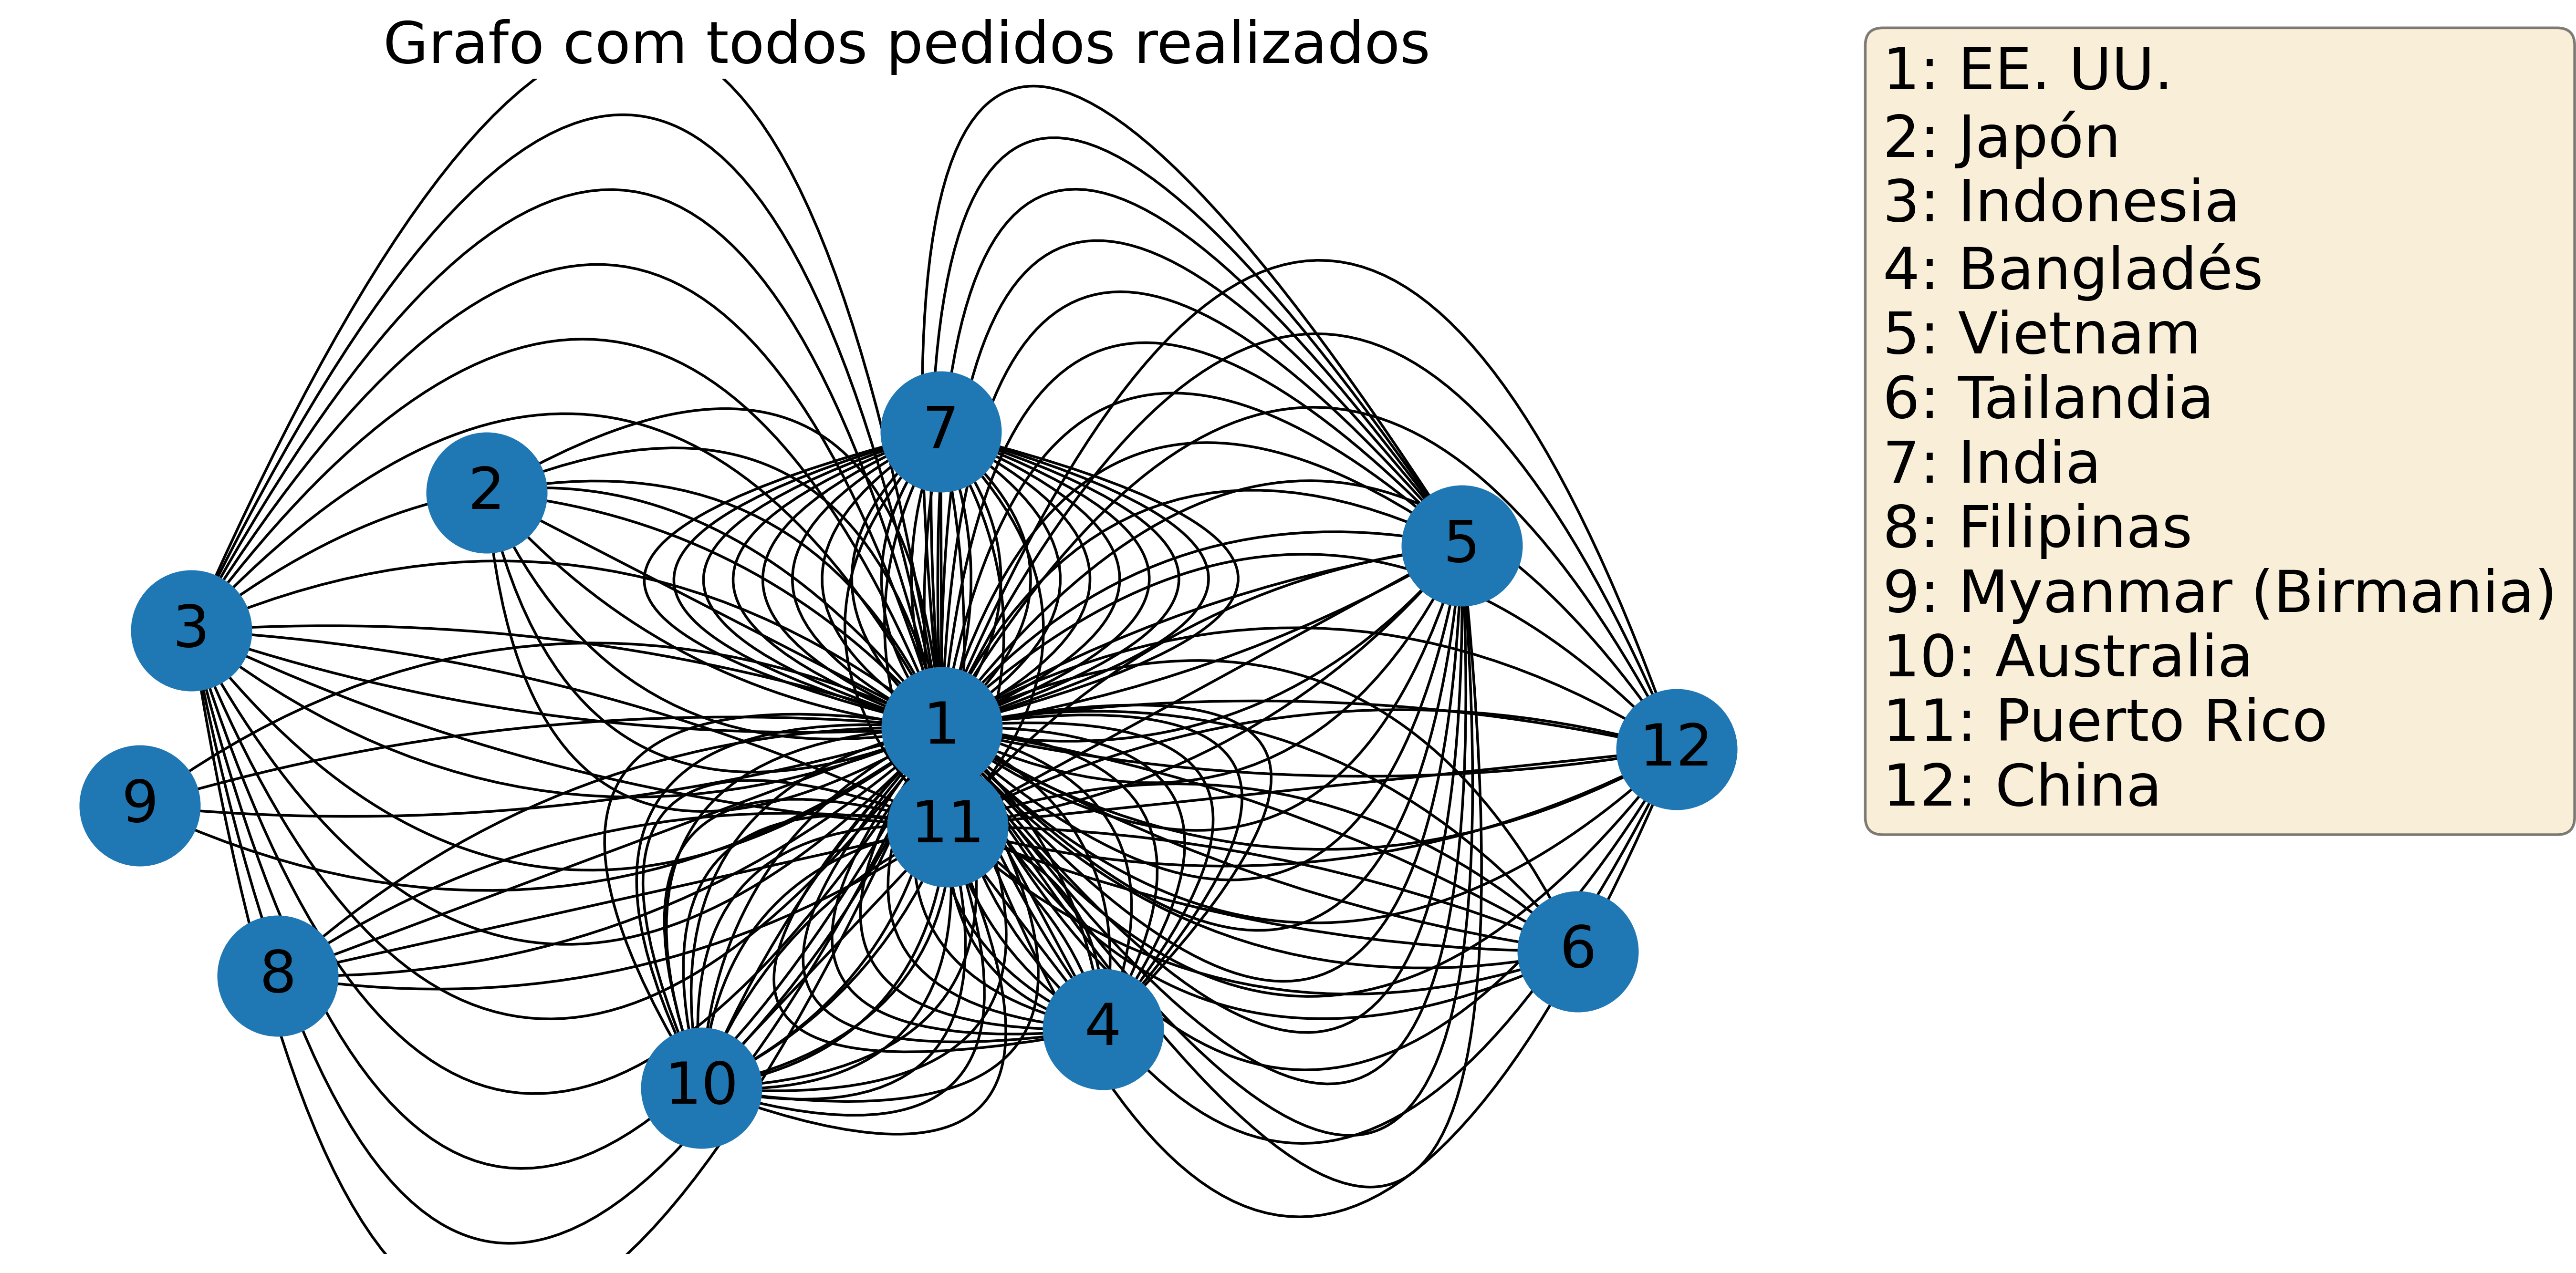 Grafo com todos pedidos realizados
1: EE. UU.
2: Japón
3: Indonesia
4: Bangladés
5: Vietnam
6: Tailandia
7: India
8: Filipinas
9: Myanmar (Birmania)
10: Australia
11: Puerto Rico
12: China
7
2
5
3
1
12
9
11
6
8
4
10